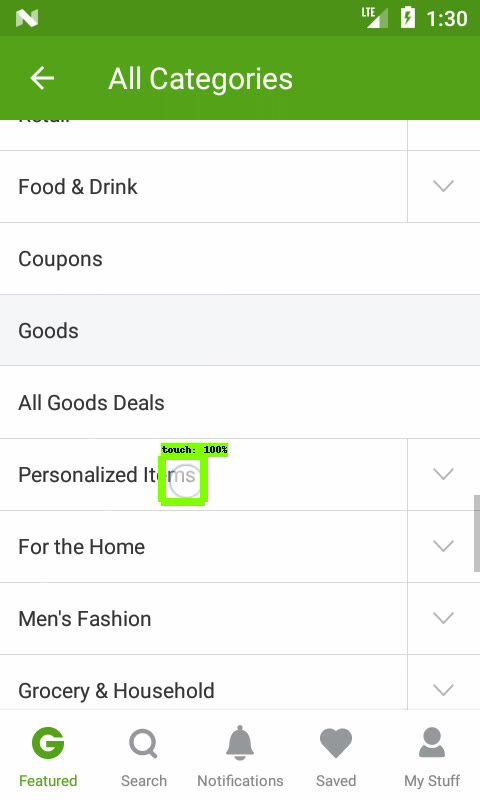 LTE 1:30
All Categories
Retail
Food & Drink
Coupons
Goods
All Goods Deals
touch: 100%
Personalized Items
For the Home
Men's Fashion
Grocery & Household
Featured Search Notifications Saved My Stuff